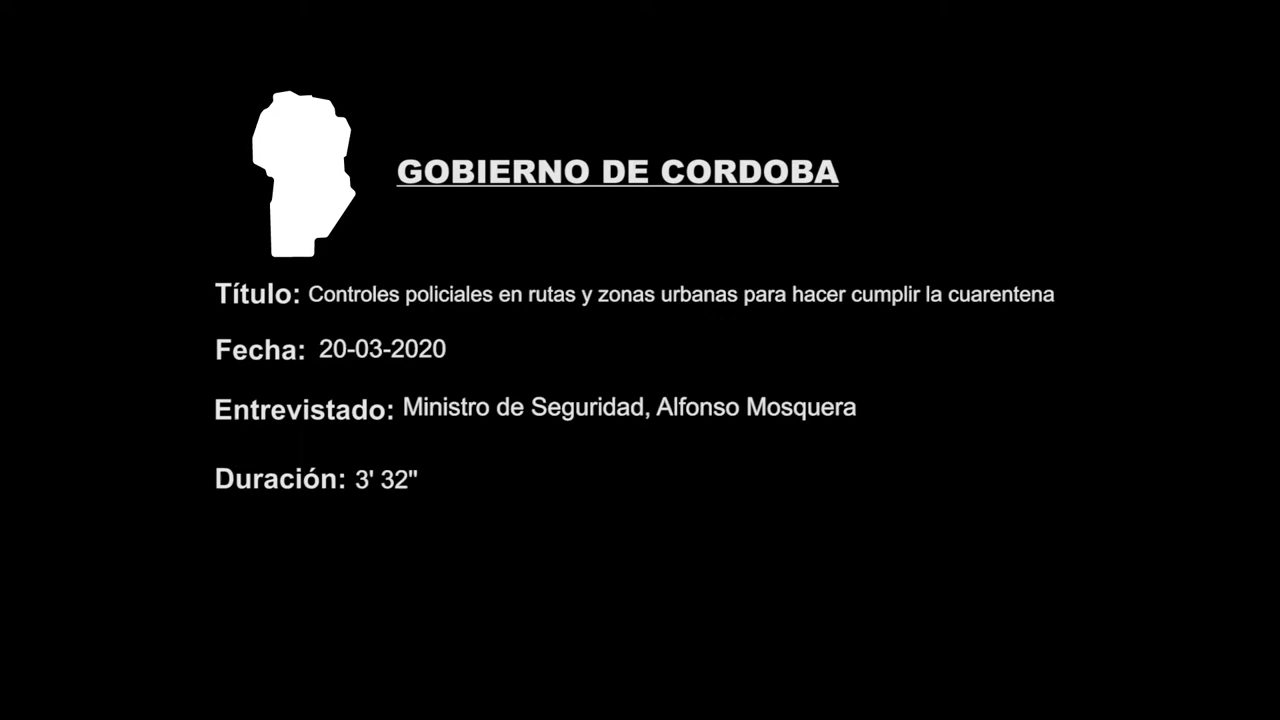 GOBIERNO DE CORDOBA
Título: Controles policiales en rutas y zonas urbanas para hacer cumplir la cuarentena
Fecha: 20-03-2020
Entrevistado: Ministro de Seguridad, Alfonso Mosquera
Duración: 3' 32"